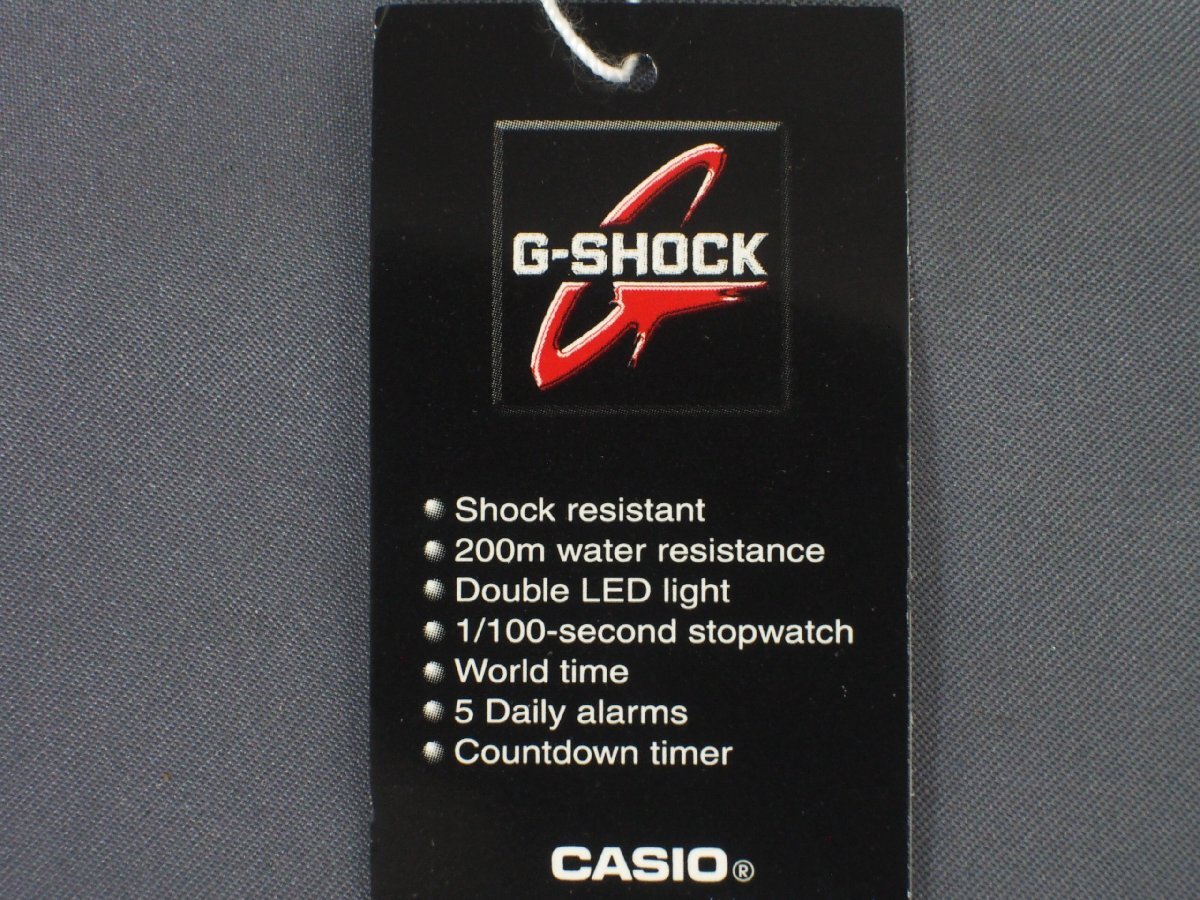 G-SHOCK
Shock resistant
200m water resistance
Double LED light
1/100-second stopwatch
World time
5 Daily alarms
Countdown timer
CASIO®